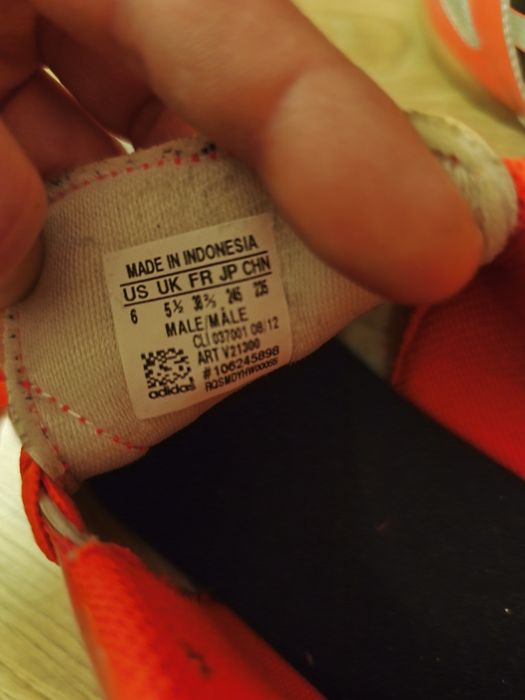 MADE IN INDONESIA
US UK FR JP CHN
6 5½ 38⅔ 245 235
MALE/MÂLE
CLI 037001 08/12
ART V21300
#106245898
adidas